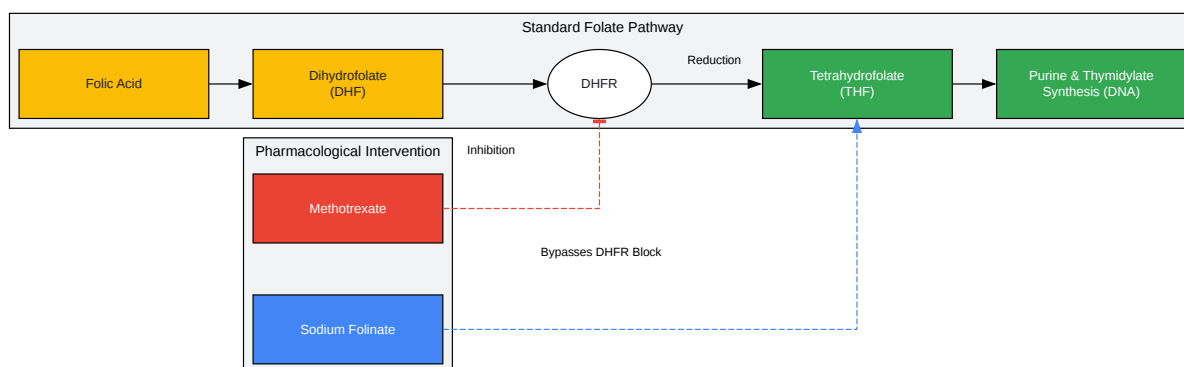 Standard Folate Pathway
Folic Acid
Dihydrofolate
(DHF)
DHFR
Reduction
Tetrahydrofolate
(THF)
Purine & Thymidylate
Synthesis (DNA)
Pharmacological Intervention
Inhibition
Methotrexate
Bypasses DHFR Block
Sodium Folinate